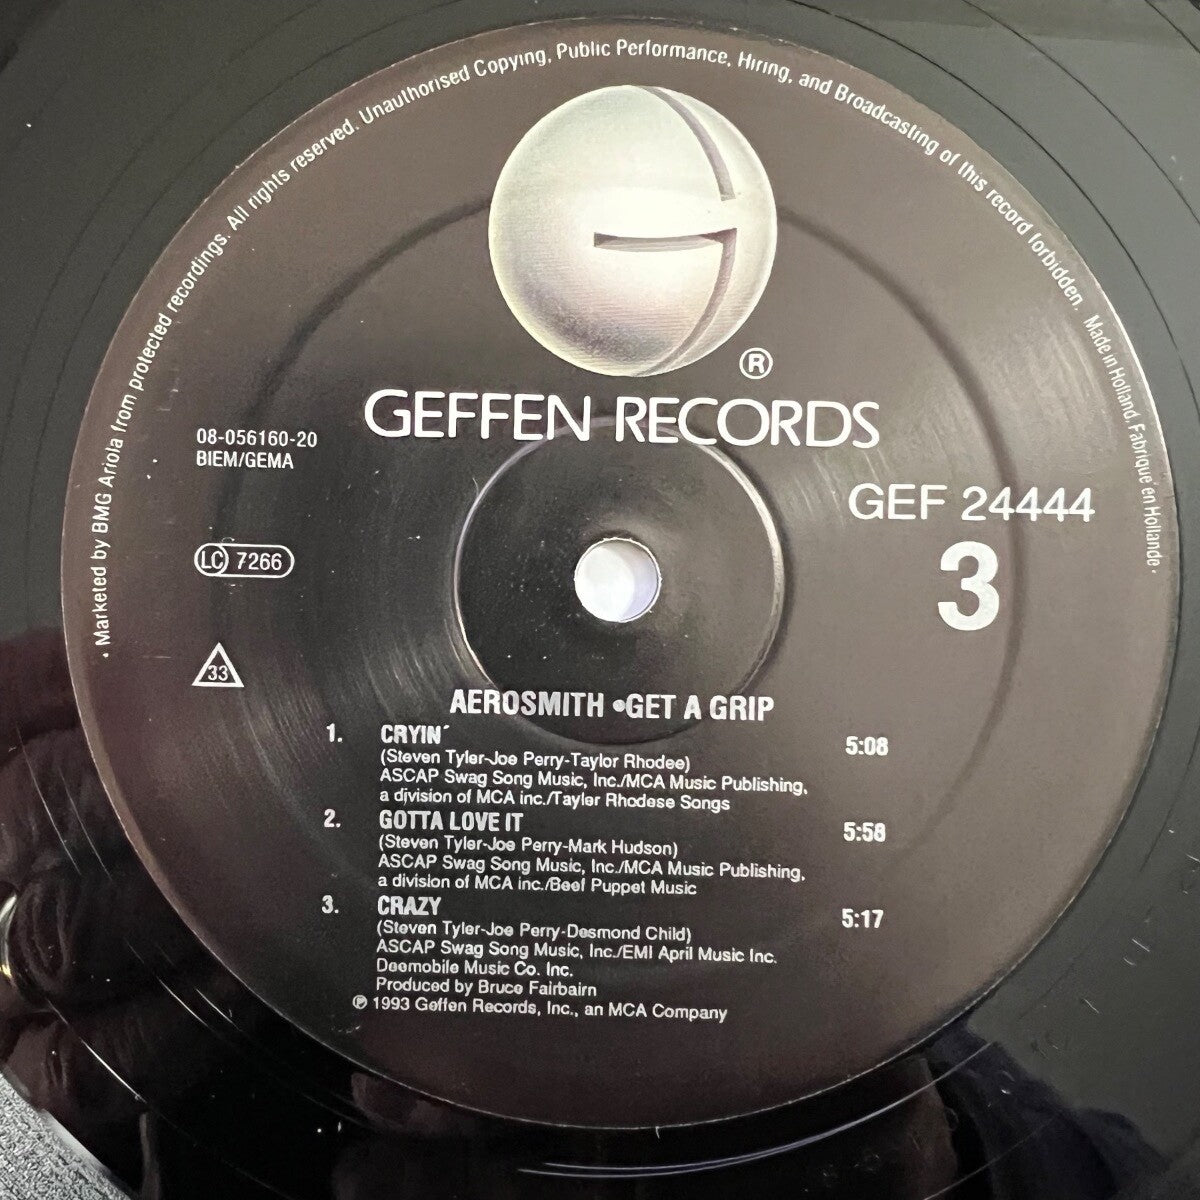 · Marketed by BMG Ariola from protected recordings. All rights reserved. Unauthorised Copying, Public Performance, Hiring, and Broadcasting of this record forbidden. Made in Holland. Fabriqué en Hollande ·
®
GEFFEN RECORDS
08-056160-20
BIEM/GEMA
GEF 24444
3
LC 7266
33
AEROSMITH •GET A GRIP
1. CRYIN´ 5:08
(Steven Tyler-Joe Perry-Taylor Rhodee)
ASCAP Swag Song Music, Inc./MCA Music Publishing,
a division of MCA inc./Tayler Rhodese Songs
2. GOTTA LOVE IT 5:58
(Steven Tyler-Joe Perry-Mark Hudson)
ASCAP Swag Song Music, Inc./MCA Music Publishing,
a division of MCA inc./Beef Puppet Music
3. CRAZY 5:17
(Steven Tyler-Joe Perry-Desmond Child)
ASCAP Swag Song Music, Inc./EMI April Music Inc.
Deemobile Music Co. Inc.
Produced by Bruce Fairbairn
℗ 1993 Geffen Records, Inc., an MCA Company